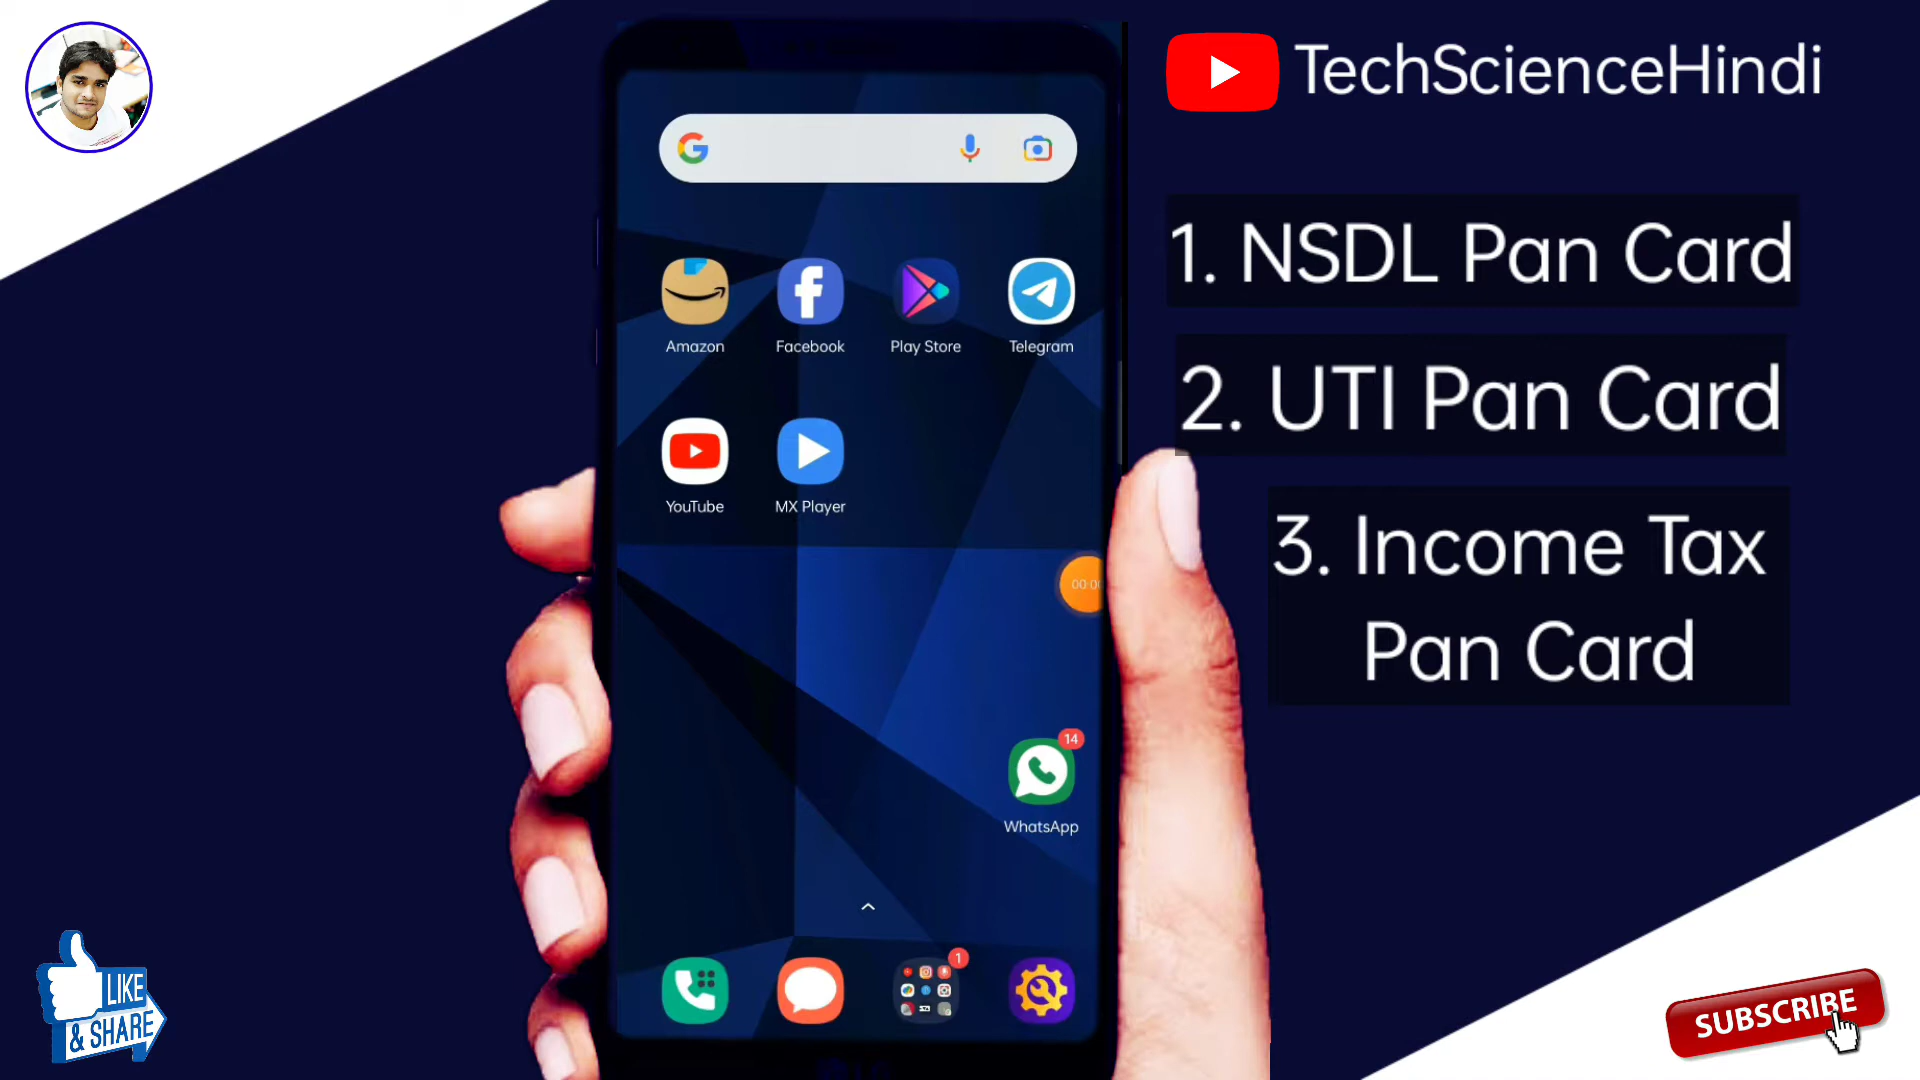 TechScienceHindi
1. NSDL Pan Card
2. UTI Pan Card
3. Income Tax
Pan Card
Amazon
Facebook
Play Store
Telegram
YouTube
MX Player
14
WhatsApp
1
LIKE
& SHARE
SUBSCRIBE